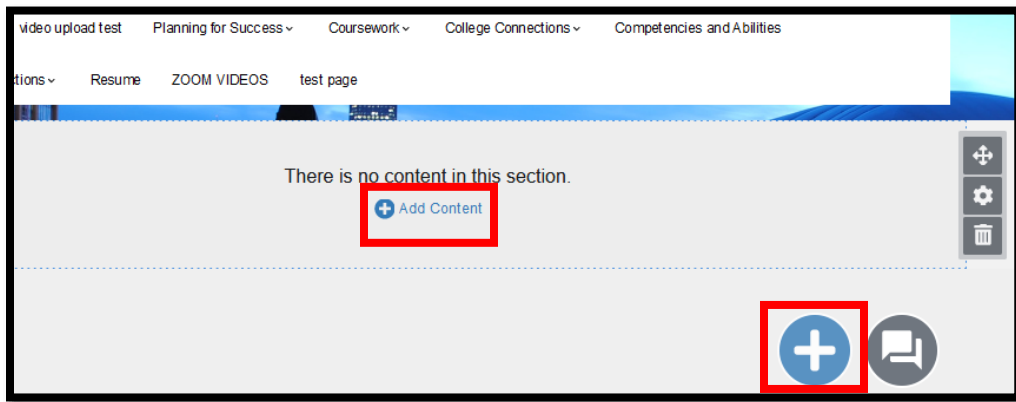 video upload test Planning for Success Coursework College Connections Competencies and Abilities
tions Resume ZOOM VIDEOS test page
There is no content in this section.
Add Content